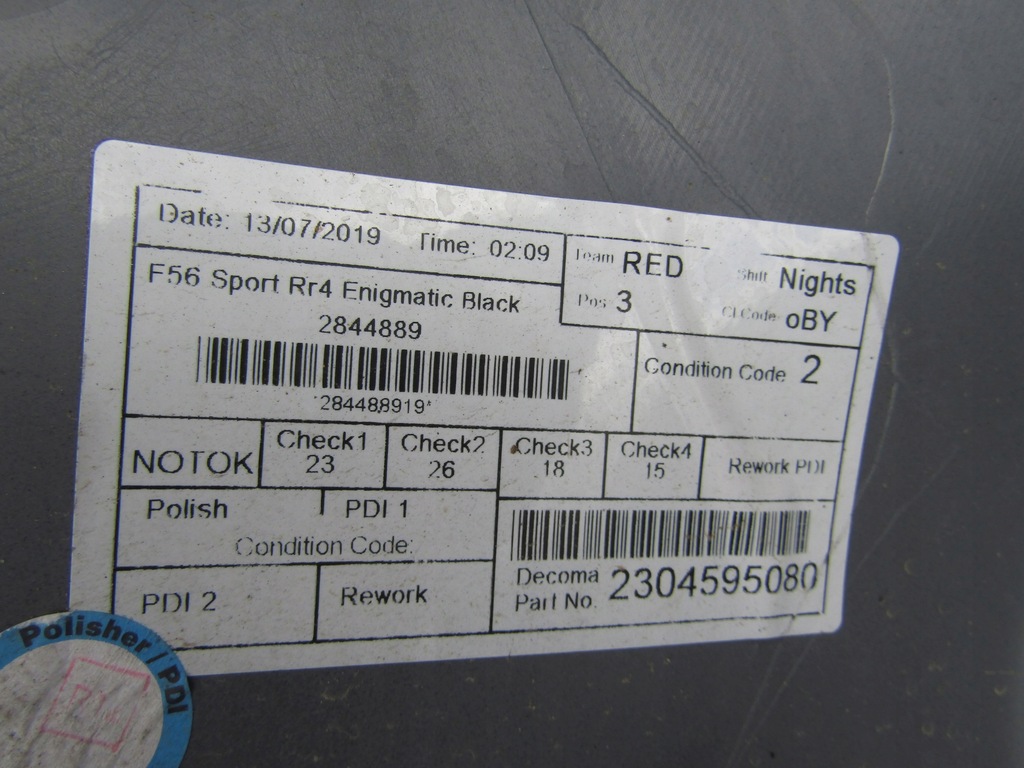 Date: 13/07/2019 Time: 02:09
Team RED Shift Nights
Pos 3 Cl Code oBY
F56 Sport Rr4 Enigmatic Black
2844889
284488919*
Condition Code 2
NOTOK Check1 23 Check2 26 Check3 18 Check4 15 Rework PDI
Polish PDI 1
Condition Code:
PDI 2 Rework
Decoma Part No. 2304595080
Polisher/PDI